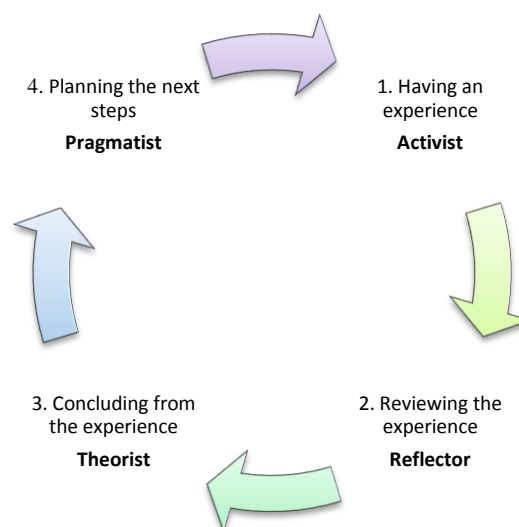 4. Planning the next
steps
Pragmatist
1. Having an
experience
Activist
3. Concluding from
the experience
Theorist
2. Reviewing the
experience
Reflector